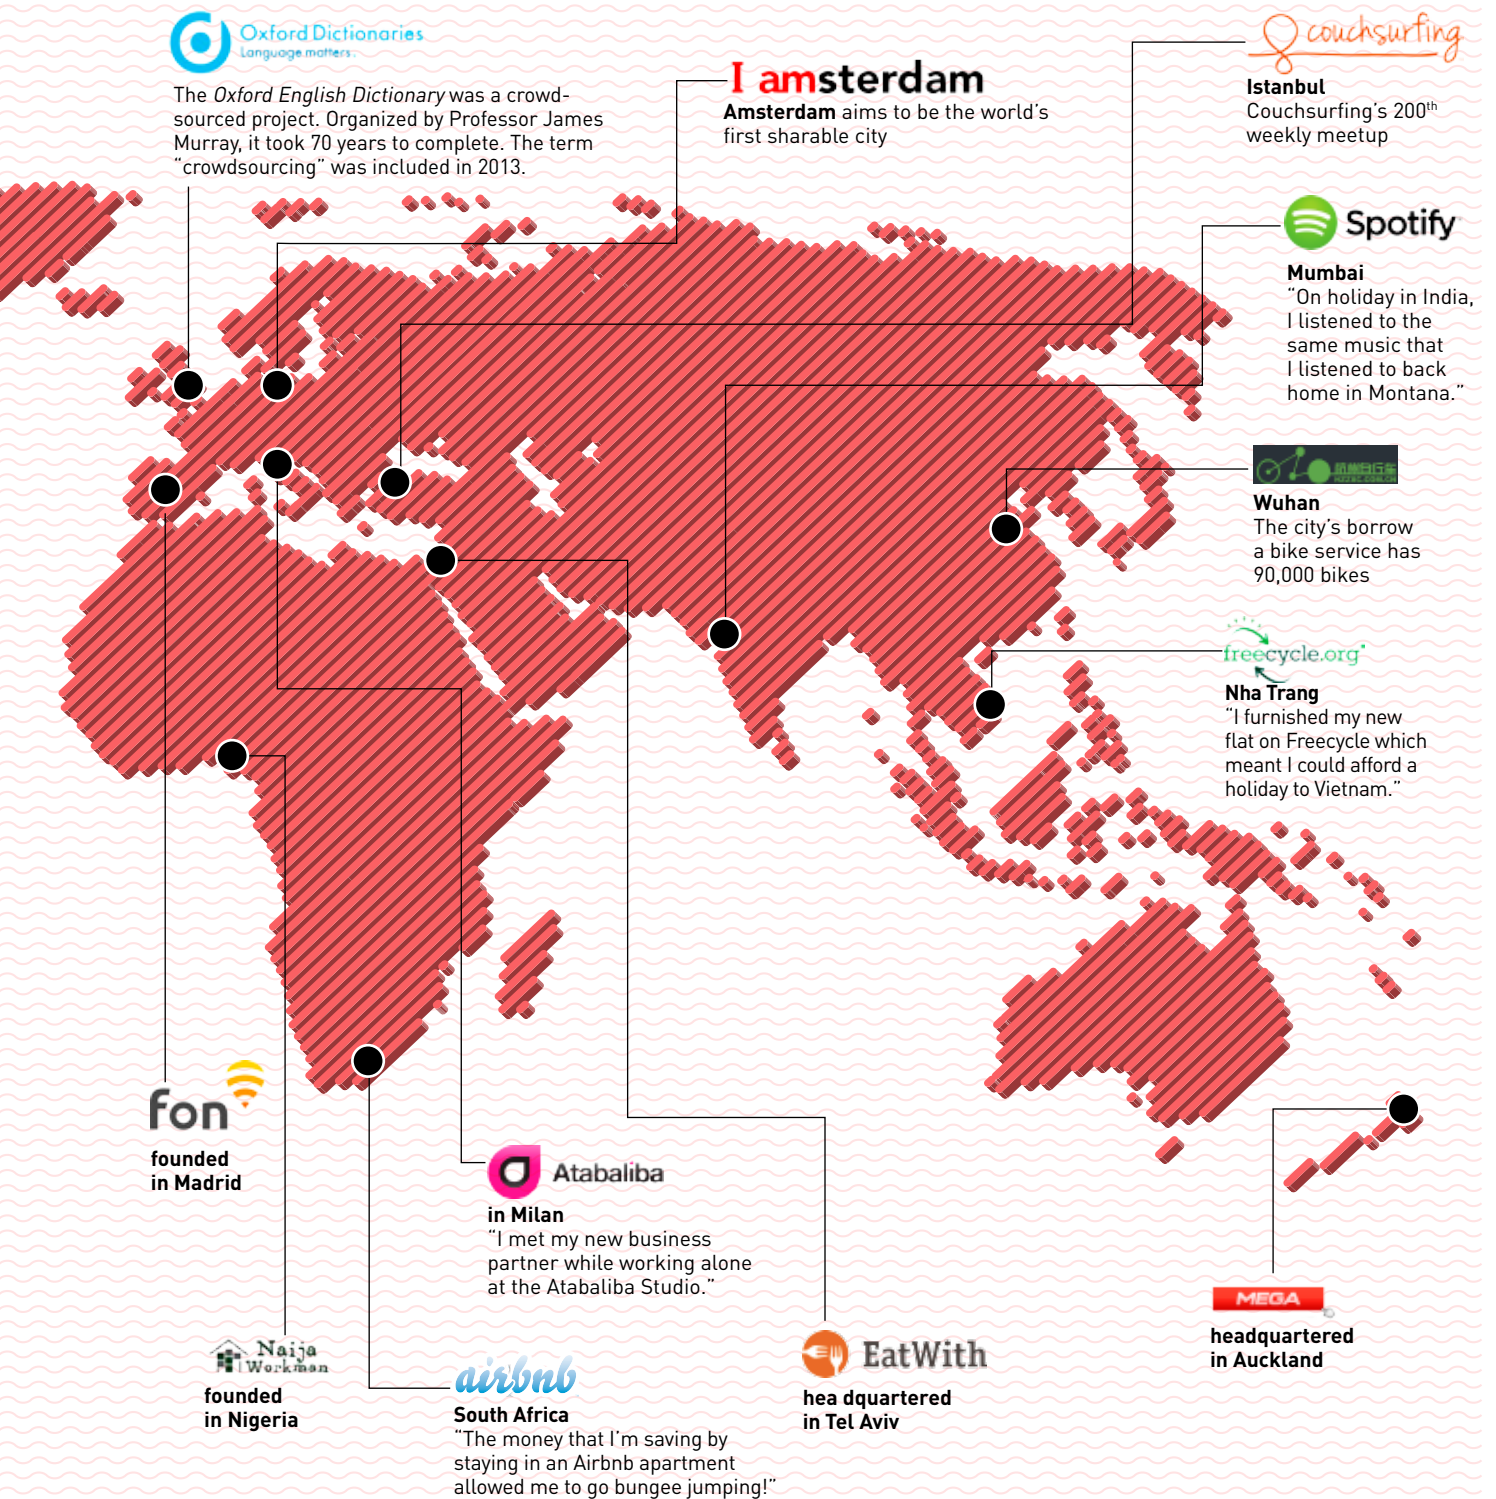 Oxford Dictionaries
Language matters.
The Oxford English Dictionary was a crowd-
sourced project. Organized by Professor James
Murray, it took 70 years to complete. The term
“crowdsourcing” was included in 2013.
I amsterdam
Amsterdam aims to be the world’s
first sharable city
couchsurfing
Istanbul
Couchsurfing’s 200th
weekly meetup
Spotify
Mumbai
“On holiday in India,
I listened to the
same music that
I listened to back
home in Montana.”
杭州自行车
Wuhan
The city’s borrow
a bike service has
90,000 bikes
freecycle.org
Nha Trang
“I furnished my new
flat on Freecycle which
meant I could afford a
holiday to Vietnam.”
fon
founded
in Madrid
Atabaliba
in Milan
“I met my new business
partner while working alone
at the Atabaliba Studio.”
MEGA
headquartered
in Auckland
Naija
Workman
founded
in Nigeria
airbnb
South Africa
“The money that I’m saving by
staying in an Airbnb apartment
allowed me to go bungee jumping!”
EatWith
hea dquartered
in Tel Aviv